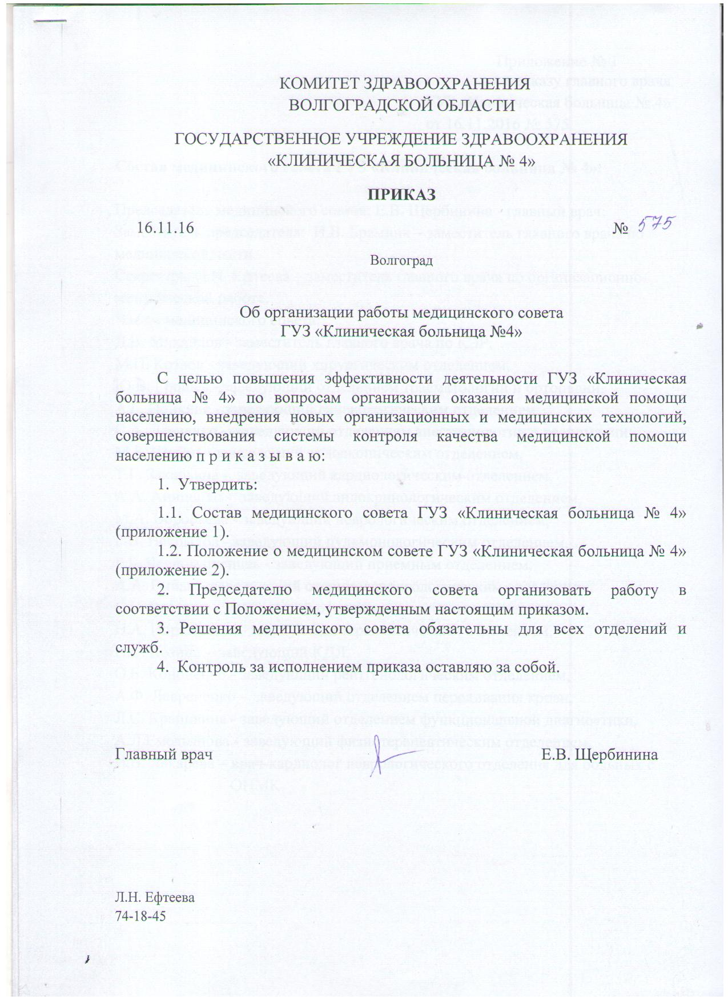 КОМИТЕТ ЗДРАВООХРАНЕНИЯ
ВОЛГОГРАДСКОЙ ОБЛАСТИ
ГОСУДАРСТВЕННОЕ УЧРЕЖДЕНИЕ ЗДРАВООХРАНЕНИЯ
«КЛИНИЧЕСКАЯ БОЛЬНИЦА № 4»
ПРИКАЗ
16.11.16 № 575
Волгоград
Об организации работы медицинского совета
ГУЗ «Клиническая больница №4»
С целью повышения эффективности деятельности ГУЗ «Клиническая
больница № 4» по вопросам организации оказания медицинской помощи
населению, внедрения новых организационных и медицинских технологий,
совершенствования системы контроля качества медицинской помощи
населению п р и к а з ы в а ю:
1. Утвердить:
1.1. Состав медицинского совета ГУЗ «Клиническая больница № 4»
(приложение 1).
1.2. Положение о медицинском совете ГУЗ «Клиническая больница № 4»
(приложение 2).
2. Председателю медицинского совета организовать работу в
соответствии с Положением, утвержденным настоящим приказом.
3. Решения медицинского совета обязательны для всех отделений и
служб.
4. Контроль за исполнением приказа оставляю за собой.
Главный врач Е.В. Щербинина
Л.Н. Ефтеева
74-18-45